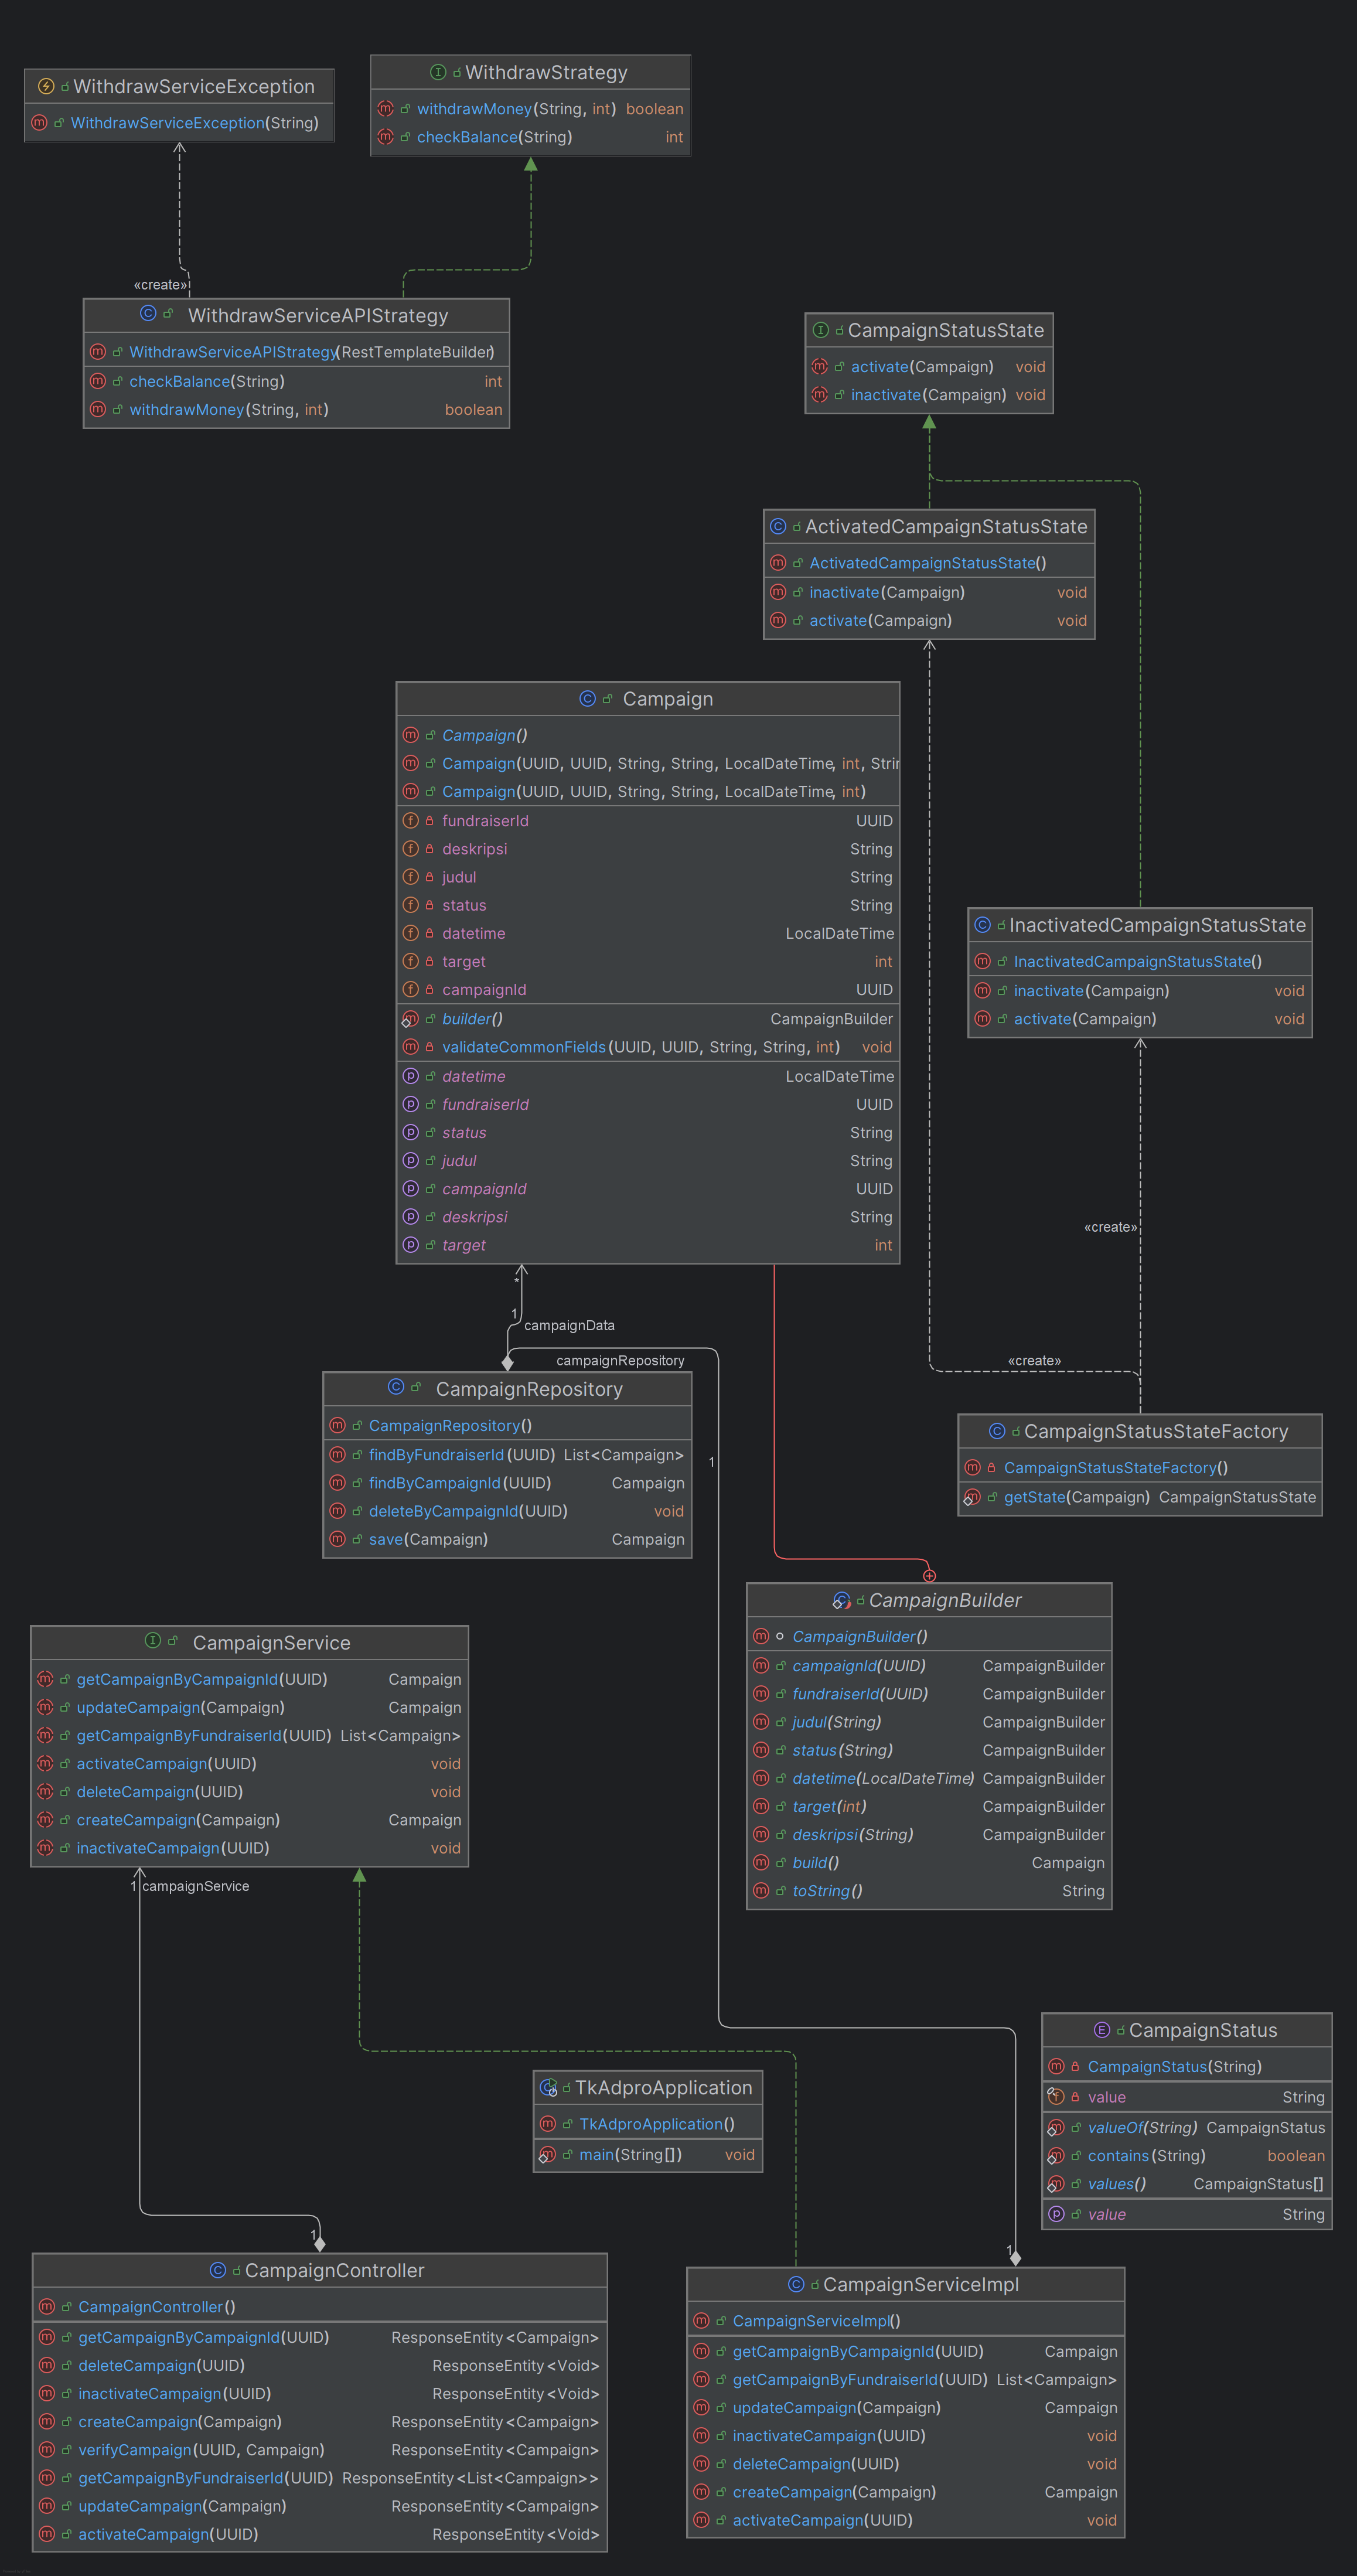 WithdrawServiceException
WithdrawServiceException(String)
WithdrawStrategy
withdrawMoney(String, int) boolean
checkBalance(String) int
«create»
WithdrawServiceAPIStrategy
WithdrawServiceAPIStrategy(RestTemplateBuilder)
checkBalance(String) int
withdrawMoney(String, int) boolean
CampaignStatusState
activate(Campaign) void
inactivate(Campaign) void
ActivatedCampaignStatusState
ActivatedCampaignStatusState()
inactivate(Campaign) void
activate(Campaign) void
Campaign
Campaign()
Campaign(UUID, UUID, String, String, LocalDateTime, int, Strir
Campaign(UUID, UUID, String, String, LocalDateTime, int)
fundraiserId UUID
deskripsi String
judul String
status String
datetime LocalDateTime
target int
campaignId UUID
builder() CampaignBuilder
validateCommonFields(UUID, UUID, String, String, int) void
datetime LocalDateTime
fundraiserId UUID
status String
judul String
campaignId UUID
deskripsi String
target int
InactivatedCampaignStatusState
InactivatedCampaignStatusState()
inactivate(Campaign) void
activate(Campaign) void
«create»
*
1
campaignData
campaignRepository
«create»
CampaignRepository
CampaignRepository()
findByFundraiserId(UUID) List<Campaign>
findByCampaignId(UUID) Campaign
deleteByCampaignId(UUID) void
save(Campaign) Campaign
1
CampaignStatusStateFactory
CampaignStatusStateFactory()
getState(Campaign) CampaignStatusState
CampaignBuilder
CampaignBuilder()
campaignId(UUID) CampaignBuilder
fundraiserId(UUID) CampaignBuilder
judul(String) CampaignBuilder
status(String) CampaignBuilder
datetime(LocalDateTime) CampaignBuilder
target(int) CampaignBuilder
deskripsi(String) CampaignBuilder
build() Campaign
toString() String
CampaignService
getCampaignByCampaignId(UUID) Campaign
updateCampaign(Campaign) Campaign
getCampaignByFundraiserId(UUID) List<Campaign>
activateCampaign(UUID) void
deleteCampaign(UUID) void
createCampaign(Campaign) Campaign
inactivateCampaign(UUID) void
1 campaignService
TkAdproApplication
TkAdproApplication()
main(String[]) void
CampaignStatus
CampaignStatus(String)
value String
valueOf(String) CampaignStatus
contains(String) boolean
values() CampaignStatus[]
value String
1
CampaignController
CampaignController()
getCampaignByCampaignId(UUID) ResponseEntity<Campaign>
deleteCampaign(UUID) ResponseEntity<Void>
inactivateCampaign(UUID) ResponseEntity<Void>
createCampaign(Campaign) ResponseEntity<Campaign>
verifyCampaign(UUID, Campaign) ResponseEntity<Campaign>
getCampaignByFundraiserId(UUID) ResponseEntity<List<Campaign>>
updateCampaign(Campaign) ResponseEntity<Campaign>
activateCampaign(UUID) ResponseEntity<Void>
1
CampaignServiceImpl
CampaignServiceImpl()
getCampaignByCampaignId(UUID) Campaign
getCampaignByFundraiserId(UUID) List<Campaign>
updateCampaign(Campaign) Campaign
inactivateCampaign(UUID) void
deleteCampaign(UUID) void
createCampaign(Campaign) Campaign
activateCampaign(UUID) void